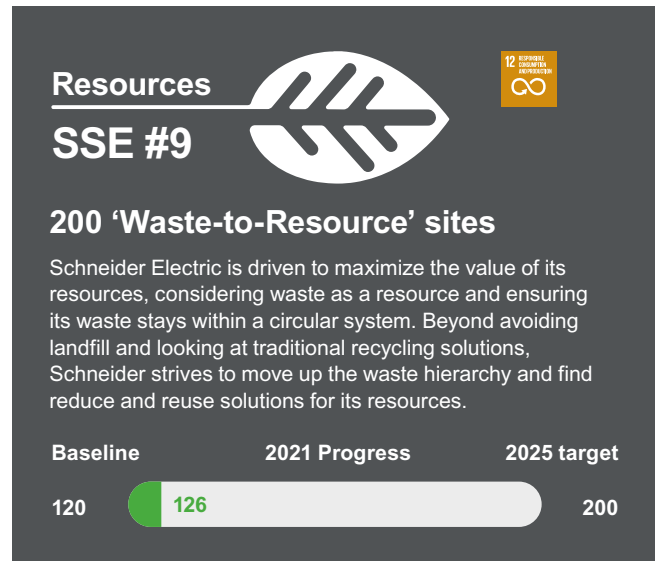 Resources
SSE #9
12 RESPONSIBLE
CONSUMPTION
AND PRODUCTION
200 ‘Waste-to-Resource’ sites
Schneider Electric is driven to maximize the value of its
resources, considering waste as a resource and ensuring
its waste stays within a circular system. Beyond avoiding
landfill and looking at traditional recycling solutions,
Schneider strives to move up the waste hierarchy and find
reduce and reuse solutions for its resources.
Baseline 2021 Progress 2025 target
120 126 200